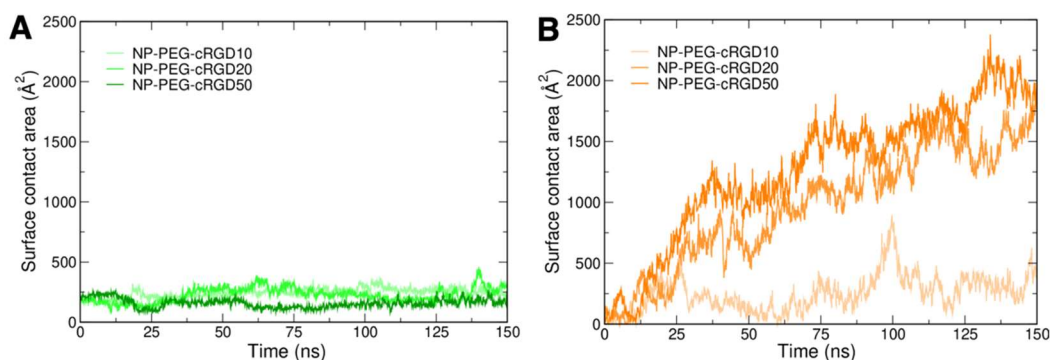 A
Surface contact area (Å²)
2500
2000
1500
1000
500
0
NP-PEG-cRGD10
NP-PEG-cRGD20
NP-PEG-cRGD50
0 25 50 75 100 125 150
Time (ns)
B
Surface contact area (Å²)
2500
2000
1500
1000
500
0
NP-PEG-cRGD10
NP-PEG-cRGD20
NP-PEG-cRGD50
0 25 50 75 100 125 150
Time (ns)